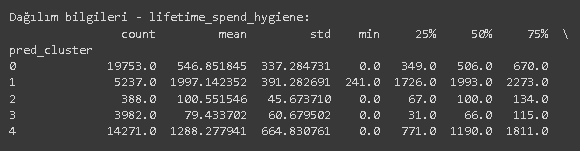 Dağılım bilgileri - lifetime_spend_hygiene:
count mean std min 25% 50% 75% \
pred_cluster
0 19753.0 546.851845 337.284731 0.0 349.0 506.0 670.0
1 5237.0 1997.142352 391.282691 241.0 1726.0 1993.0 2273.0
2 388.0 100.551546 45.673710 0.0 67.0 100.0 134.0
3 3982.0 79.433702 60.679502 0.0 31.0 66.0 115.0
4 14271.0 1288.277941 664.830761 0.0 771.0 1190.0 1811.0